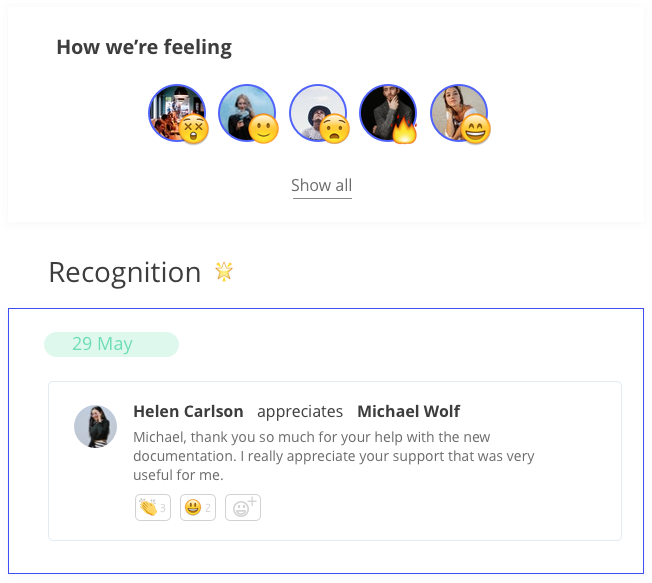 How we’re feeling
Show all
Recognition
29 May
Helen Carlson appreciates Michael Wolf
Michael, thank you so much for your help with the new
documentation. I really appreciate your support that was very
useful for me.
3 2